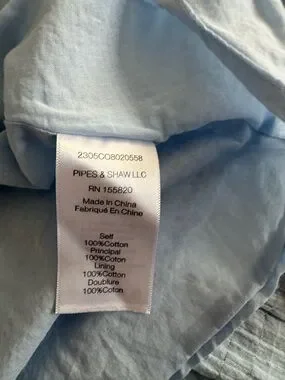 2305CO8020558
PIPES & SHAW LLC
RN 155820
Made In China
Fabriqué En Chine
Self
100%Cotton
Principal
100%Coton
Lining
100%Cotton
Doublure
100%Coton